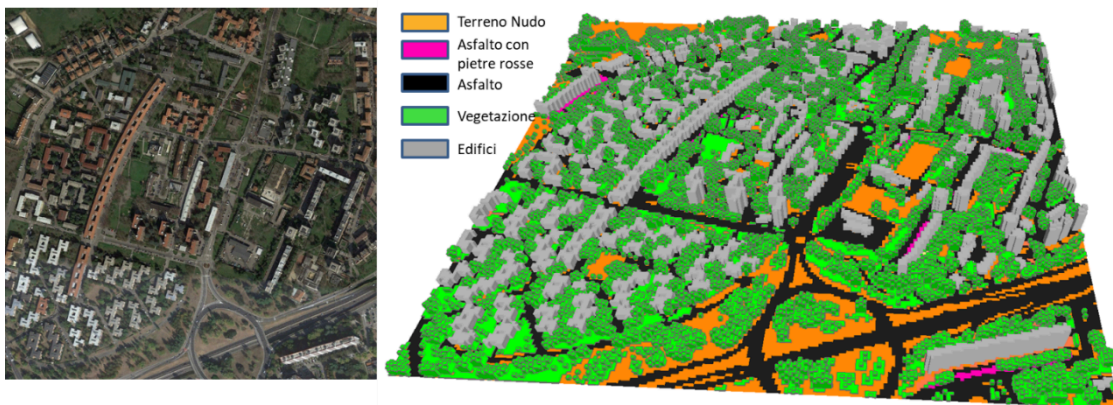 Terreno Nudo
Asfalto con
pietre rosse
Asfalto
Vegetazione
Edifici